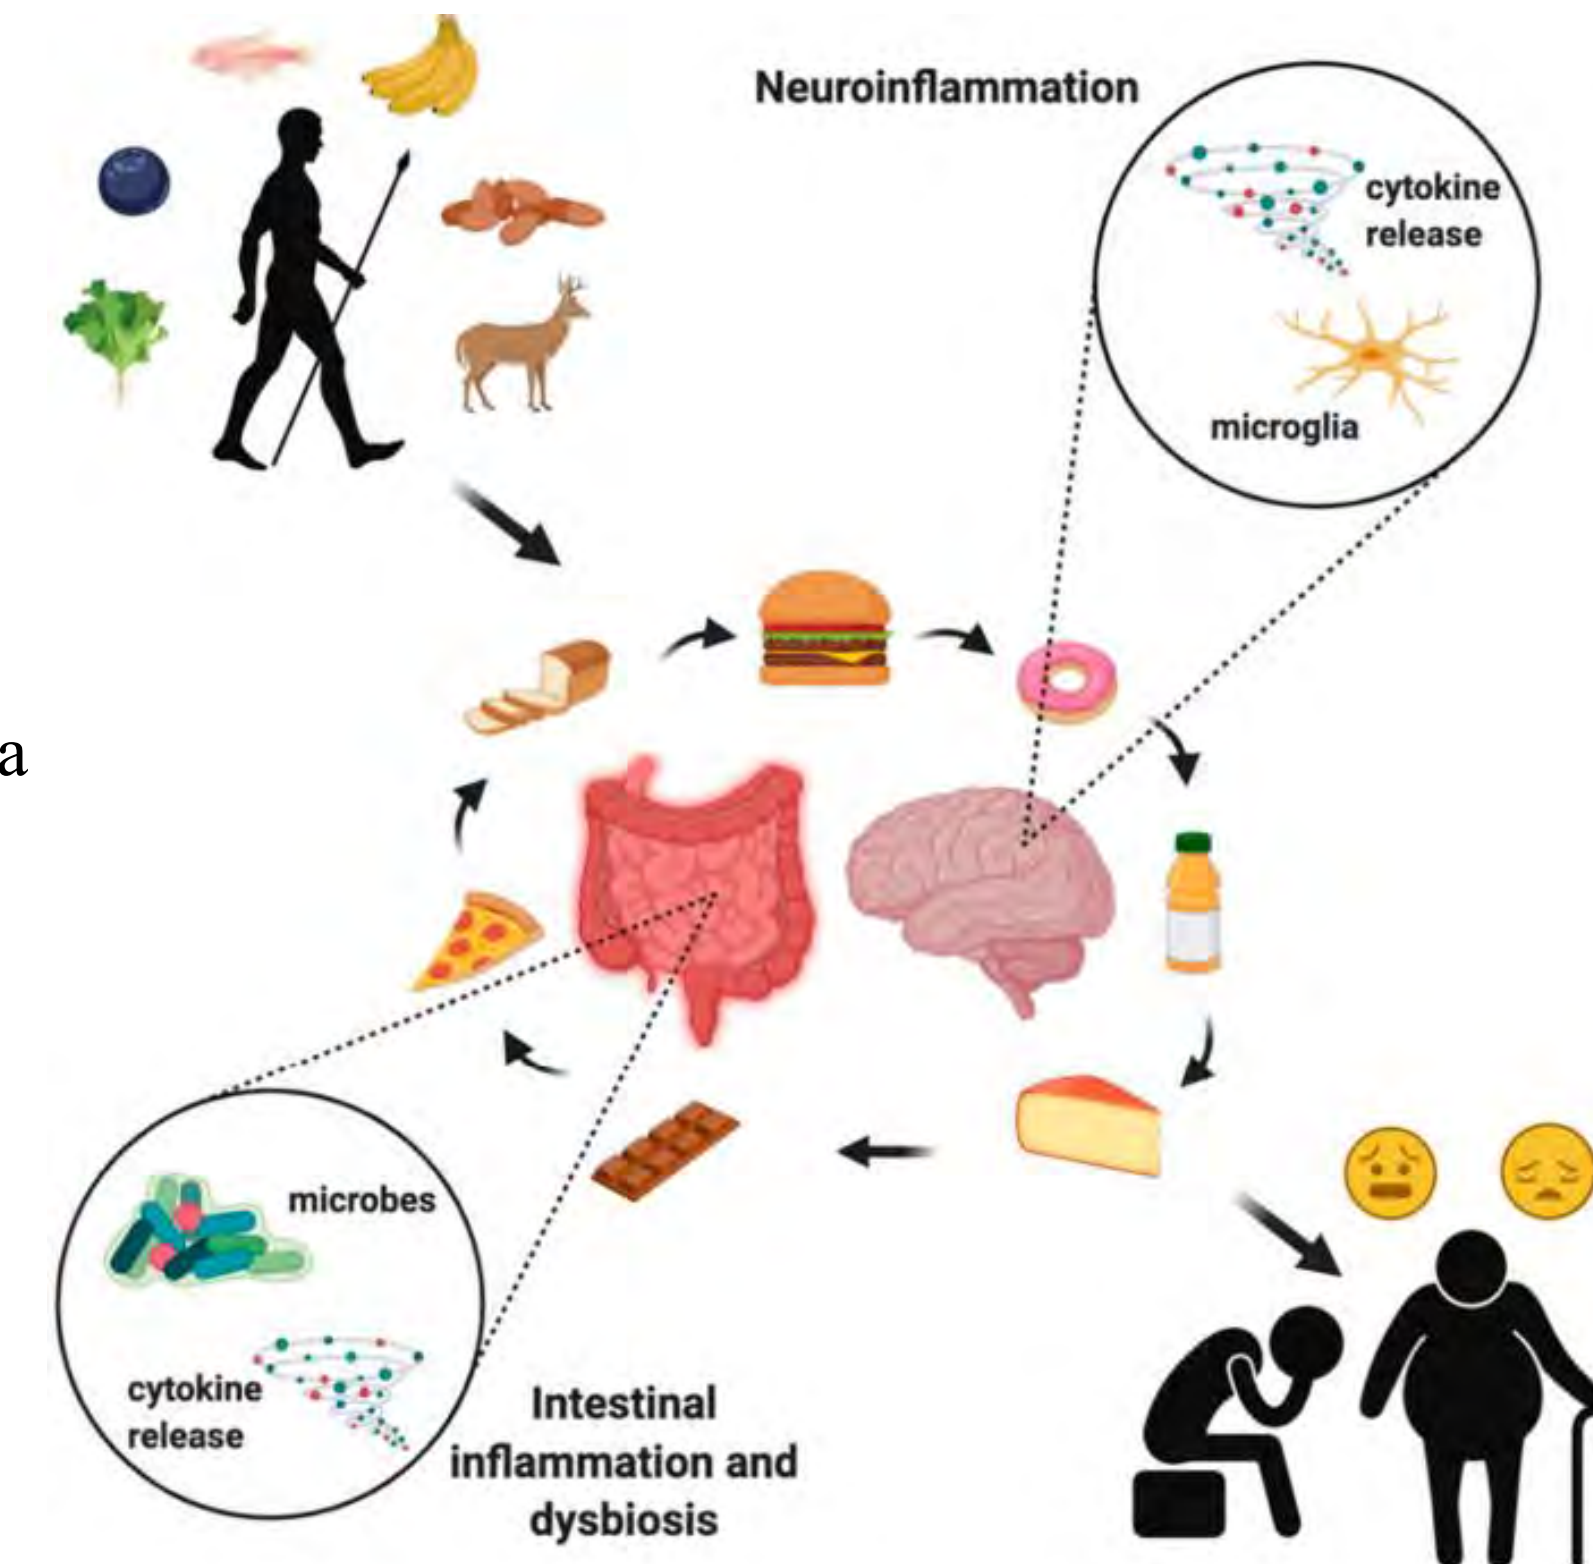 Neuroinflammation
cytokine
release
microglia
a
microbes
cytokine
release
Intestinal
inflammation and
dysbiosis